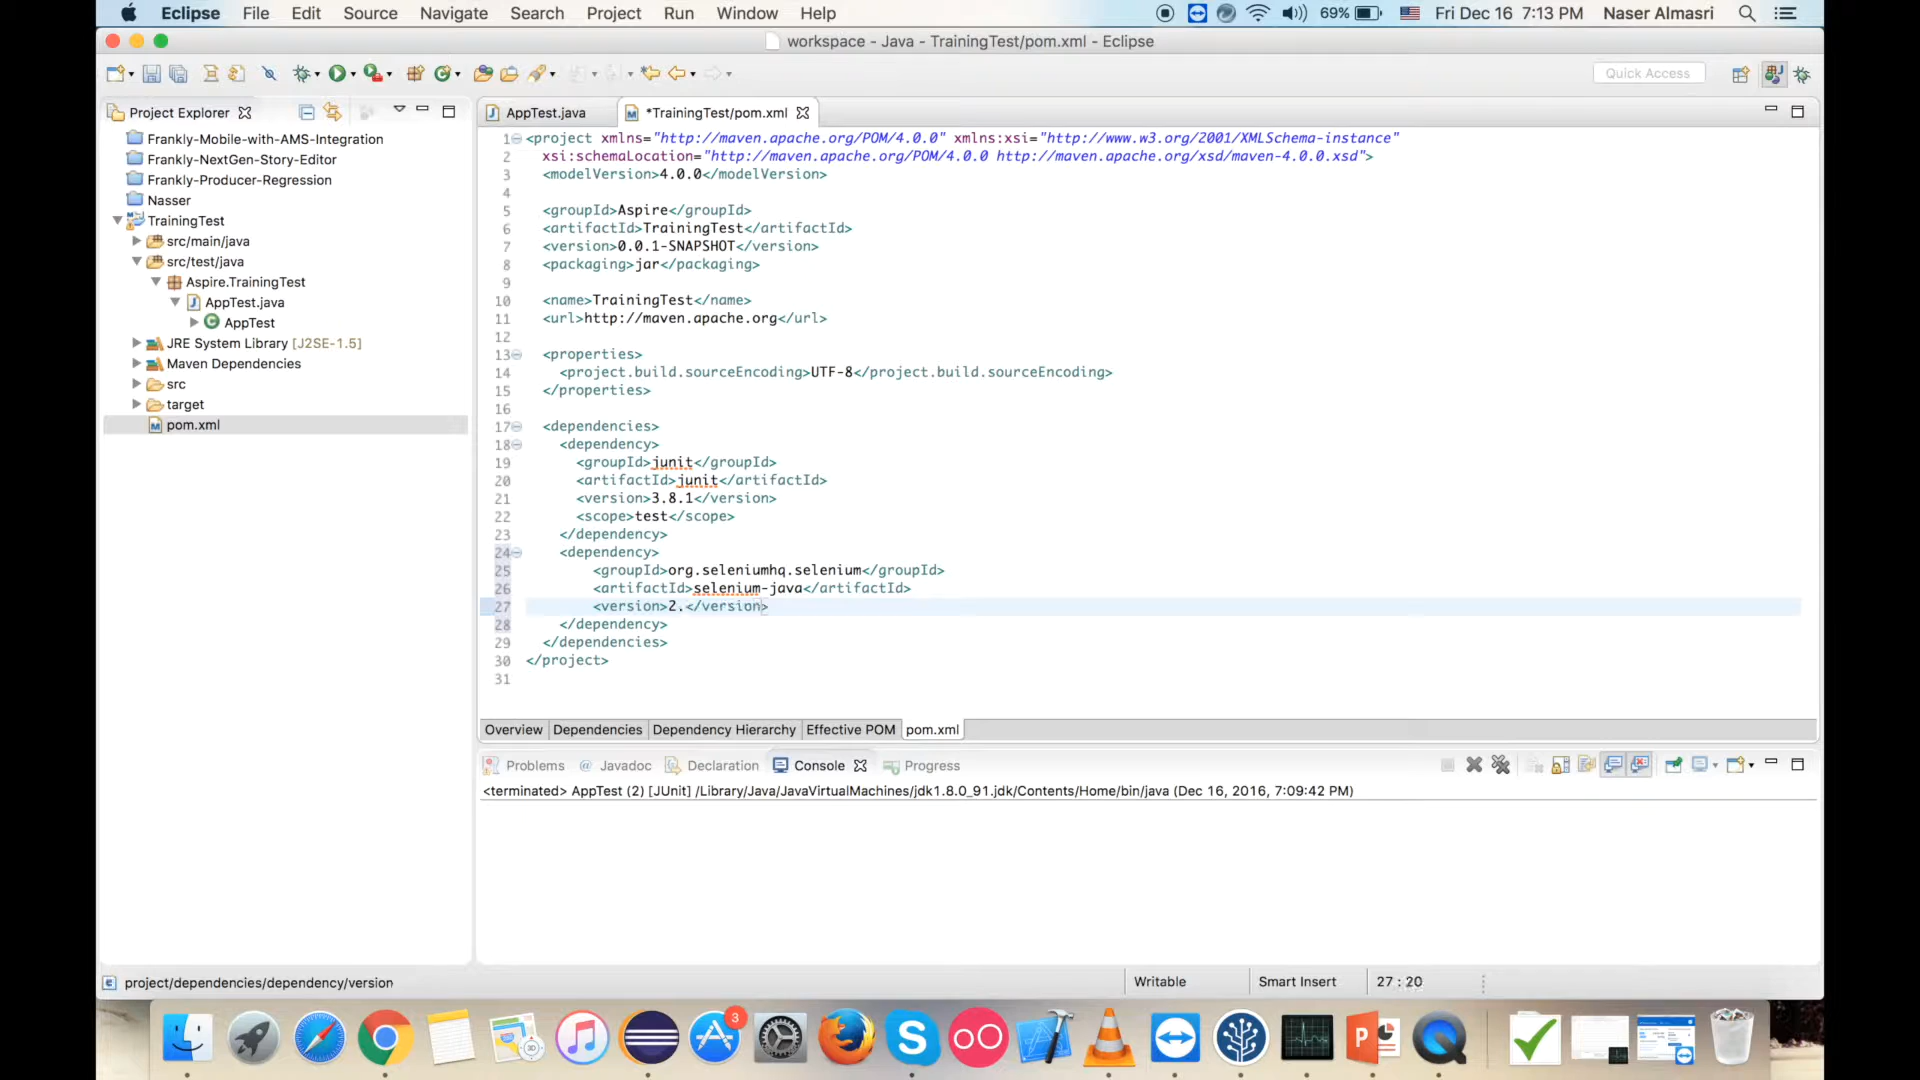 Eclipse File Edit Source Navigate Search Project Run Window Help 69% Fri Dec 16 7:13 PM Naser Almasri
workspace - Java - TrainingTest/pom.xml - Eclipse
Quick Access
Project Explorer
Frankly-Mobile-with-AMS-Integration
Frankly-NextGen-Story-Editor
Frankly-Producer-Regression
Nasser
TrainingTest
src/main/java
src/test/java
Aspire.TrainingTest
AppTest.java
AppTest
JRE System Library [J2SE-1.5]
Maven Dependencies
src
target
pom.xml
AppTest.java *TrainingTest/pom.xml
1 <project xmlns="http://maven.apache.org/POM/4.0.0" xmlns:xsi="http://www.w3.org/2001/XMLSchema-instance"
2 xsi:schemaLocation="http://maven.apache.org/POM/4.0.0 http://maven.apache.org/xsd/maven-4.0.0.xsd">
3 <modelVersion>4.0.0</modelVersion>
4
5 <groupId>Aspire</groupId>
6 <artifactId>TrainingTest</artifactId>
7 <version>0.0.1-SNAPSHOT</version>
8 <packaging>jar</packaging>
9
10 <name>TrainingTest</name>
11 <url>http://maven.apache.org</url>
12
13 <properties>
14 <project.build.sourceEncoding>UTF-8</project.build.sourceEncoding>
15 </properties>
16
17 <dependencies>
18 <dependency>
19 <groupId>junit</groupId>
20 <artifactId>junit</artifactId>
21 <version>3.8.1</version>
22 <scope>test</scope>
23 </dependency>
24 <dependency>
25 <groupId>org.seleniumhq.selenium</groupId>
26 <artifactId>selenium-java</artifactId>
27 <version>2.</version>
28 </dependency>
29 </dependencies>
30 </project>
31
Overview Dependencies Dependency Hierarchy Effective POM pom.xml
Problems @ Javadoc Declaration Console Progress
<terminated> AppTest (2) [JUnit] /Library/Java/JavaVirtualMachines/jdk1.8.0_91.jdk/Contents/Home/bin/java (Dec 16, 2016, 7:09:42 PM)
project/dependencies/dependency/version Writable Smart Insert 27 : 20
3